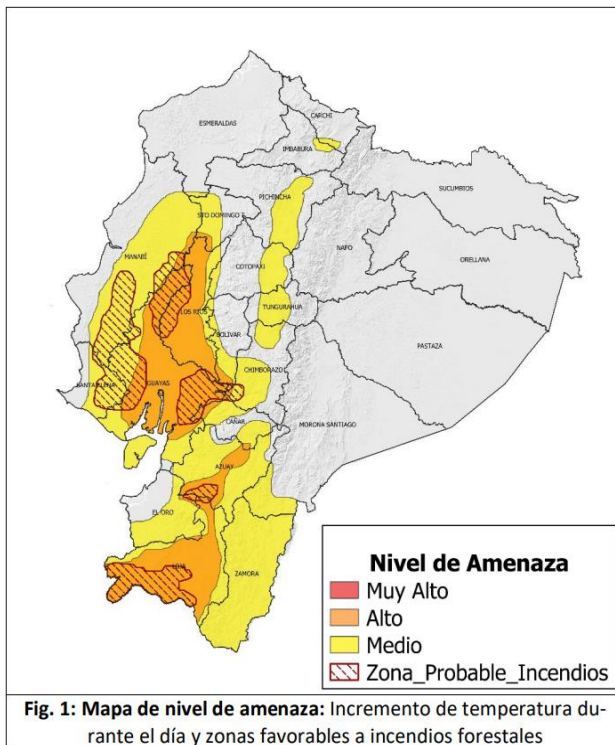 CARCHI
ESMERALDAS
IMBABURA
SUCUMBIOS
PICHINCHA
STO DOMINGO
NAPO
ORELLANA
MANABÍ
COTOPAXI
TUNGURAHUA
LOS RIOS
PASTAZA
BOLIVAR
CHIMBORAZO
SANTA ELENA
GUAYAS
CAÑAR
MORONA SANTIAGO
AZUAY
EL ORO
LOJA
ZAMORA
Nivel de Amenaza
Muy Alto
Alto
Medio
Zona_Probable_Incendios
Fig. 1: Mapa de nivel de amenaza: Incremento de temperatura du-
rante el día y zonas favorables a incendios forestales